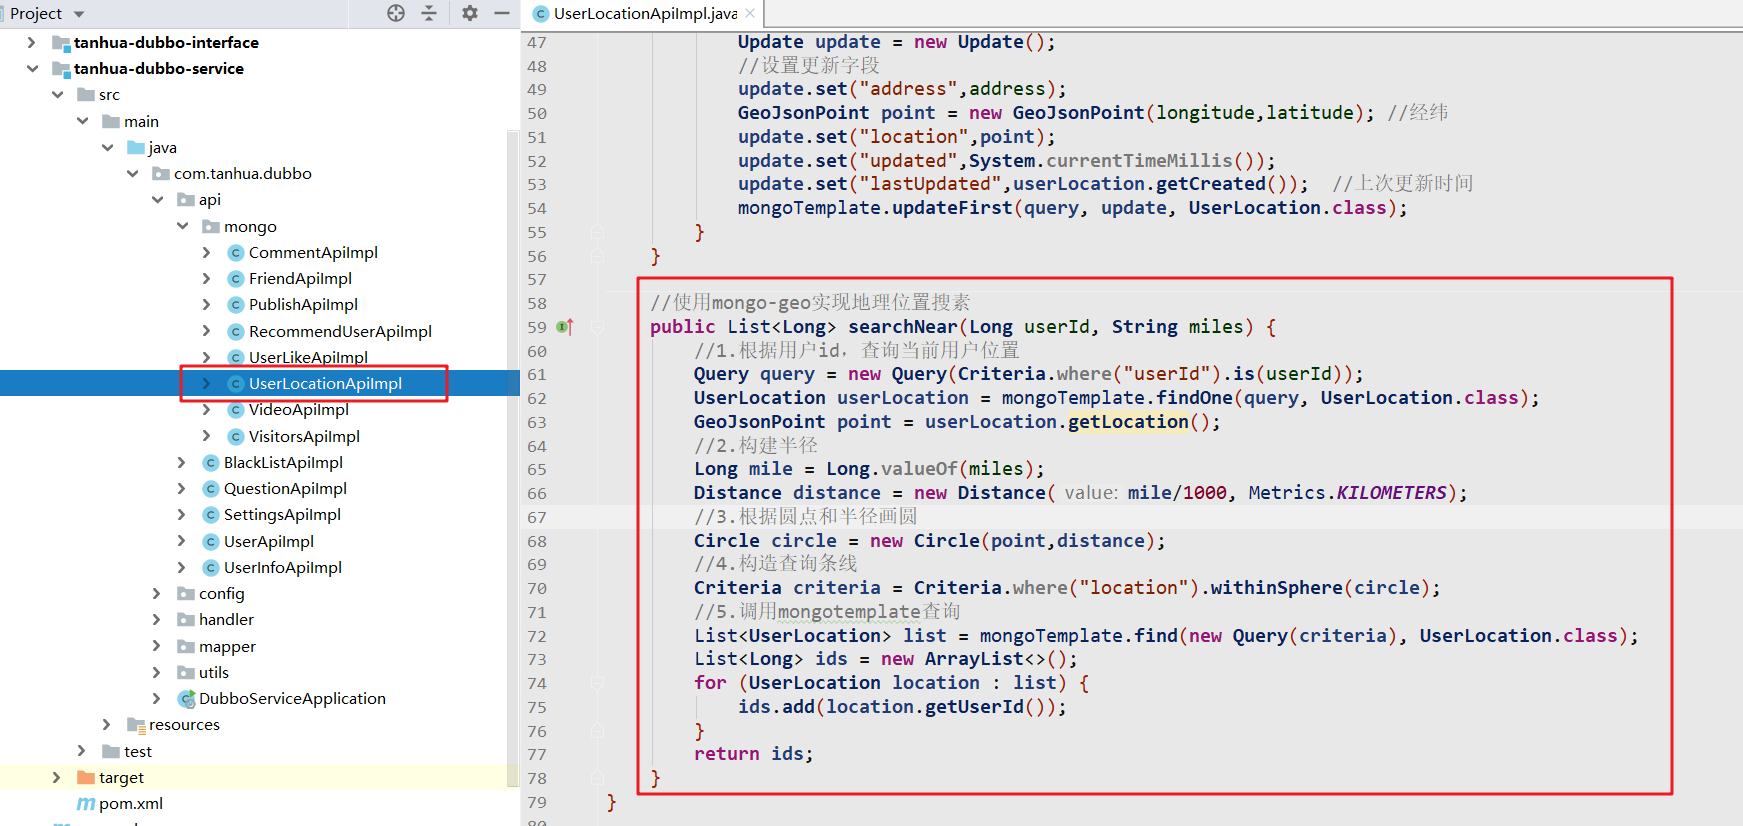 Project
tanhua-dubbo-interface
tanhua-dubbo-service
src
main
java
com.tanhua.dubbo
api
mongo
CommentApiImpl
FriendApiImpl
PublishApiImpl
RecommendUserApiImpl
UserLikeApiImpl
UserLocationApiImpl
VideoApiImpl
VisitorsApiImpl
BlackListApiImpl
QuestionApiImpl
SettingsApiImpl
UserApiImpl
UserInfoApiImpl
config
handler
mapper
utils
DubboServiceApplication
resources
test
target
pom.xml
UserLocationApiImpl.java
47 Update update = new Update();
48 //设置更新字段
49 update.set("address",address);
50 GeoJsonPoint point = new GeoJsonPoint(longitude,latitude); //经纬
51 update.set("location",point);
52 update.set("updated",System.currentTimeMillis());
53 update.set("lastUpdated",userLocation.getCreated()); //上次更新时间
54 mongoTemplate.updateFirst(query, update, UserLocation.class);
55 }
56 }
57
58 //使用mongo-geo实现地理位置搜素
59 public List<Long> searchNear(Long userId, String miles) {
60 //1.根据用户id，查询当前用户位置
61 Query query = new Query(Criteria.where("userId").is(userId));
62 UserLocation userLocation = mongoTemplate.findOne(query, UserLocation.class);
63 GeoJsonPoint point = userLocation.getLocation();
64 //2.构建半径
65 Long mile = Long.valueOf(miles);
66 Distance distance = new Distance( value: mile/1000, Metrics.KILOMETERS);
67 //3.根据圆点和半径画圆
68 Circle circle = new Circle(point,distance);
69 //4.构造查询条线
70 Criteria criteria = Criteria.where("location").withinSphere(circle);
71 //5.调用mongotemplate查询
72 List<UserLocation> list = mongoTemplate.find(new Query(criteria), UserLocation.class);
73 List<Long> ids = new ArrayList<>();
74 for (UserLocation location : list) {
75 ids.add(location.getUserId());
76 }
77 return ids;
78 }
79 }